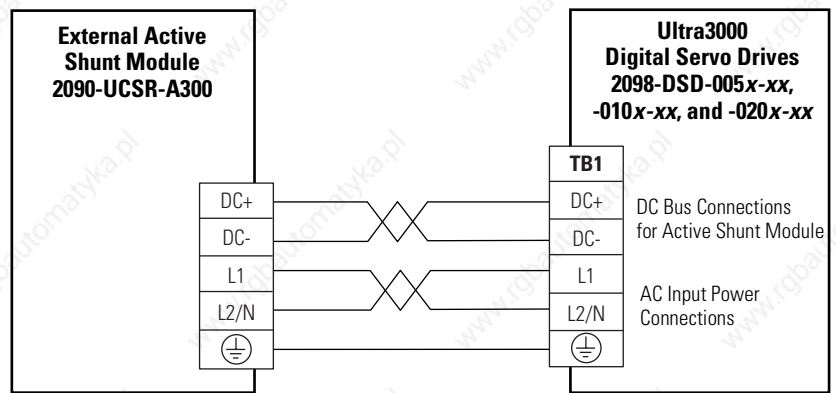 External Active
Shunt Module
2090-UCSR-A300
Ultra3000
Digital Servo Drives
2098-DSD-005x-xx,
-010x-xx, and -020x-xx
TB1
DC+
DC-
L1
L2/N
DC+
DC-
L1
L2/N
DC Bus Connections
for Active Shunt Module
AC Input Power
Connections
www.rgbautomatyka.pl